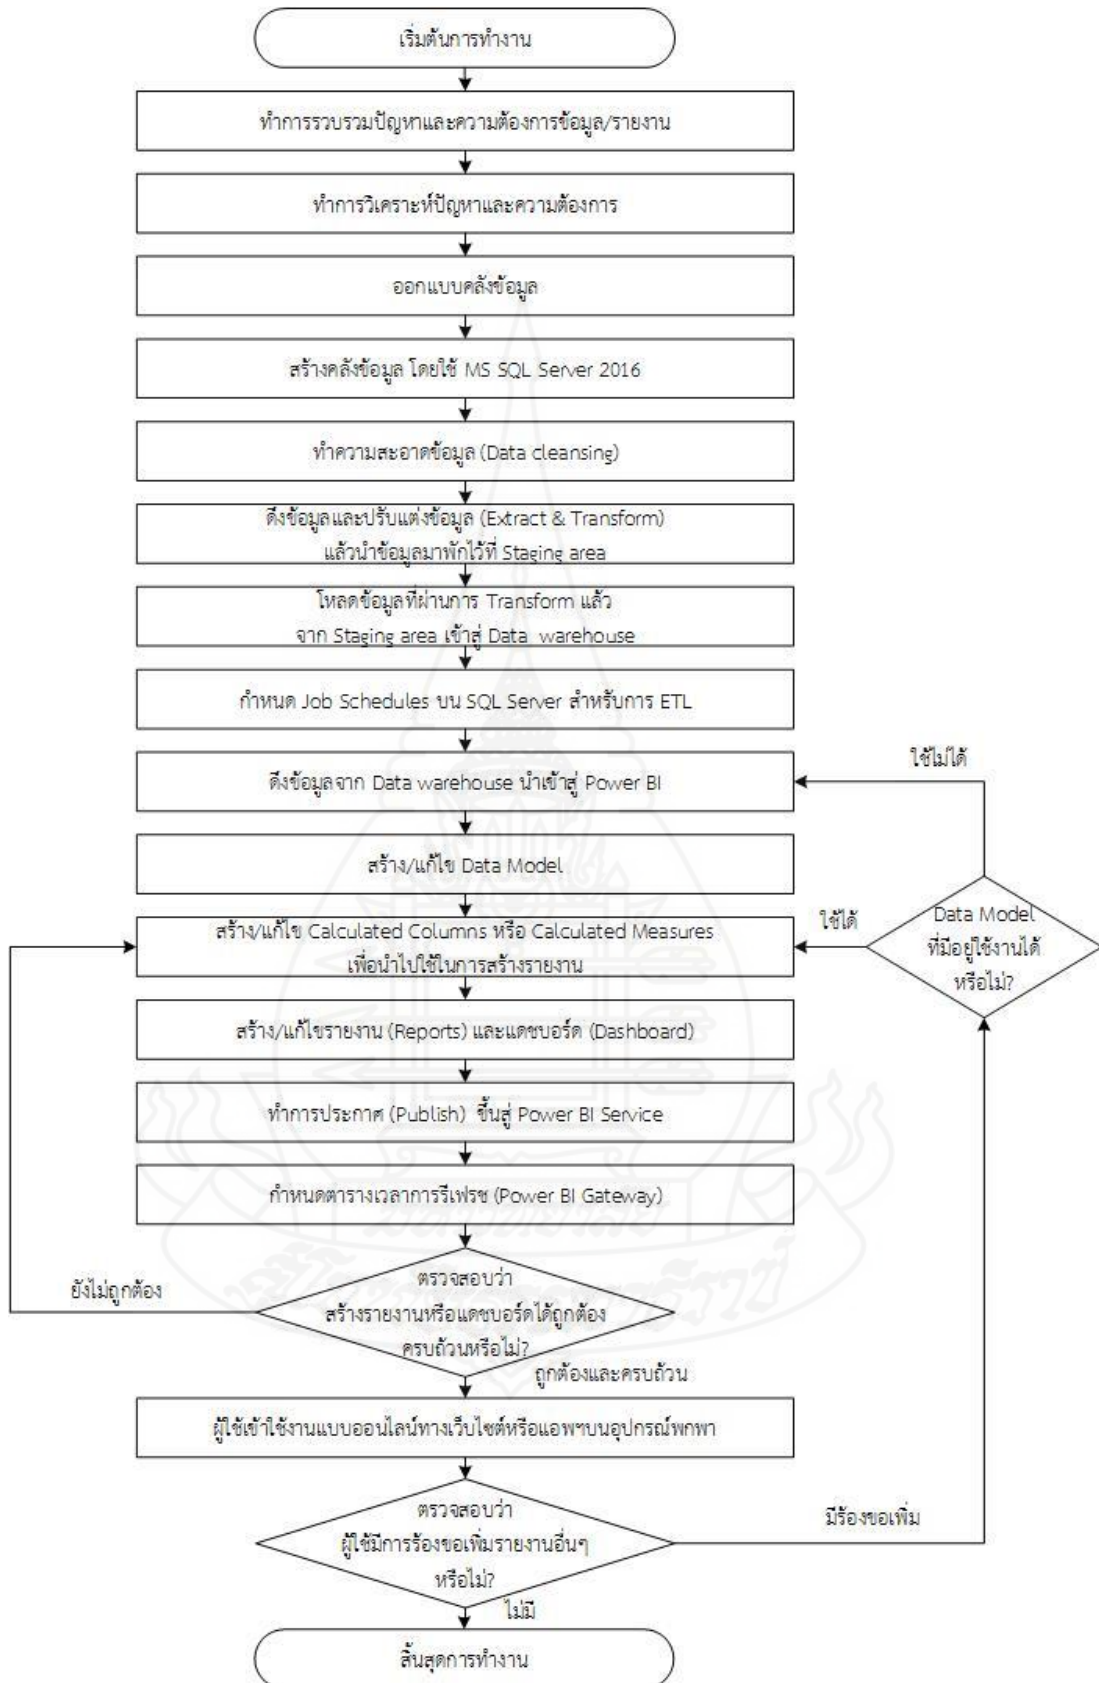 เริ่มต้นการทำงาน
ทำการรวบรวมปัญหาและความต้องการข้อมูล/รายงาน
ทำการวิเคราะห์ปัญหาและความต้องการ
ออกแบบคลังข้อมูล
สร้างคลังข้อมูล โดยใช้ MS SQL Server 2016
ทำความสะอาดข้อมูล (Data cleansing)
ดึงข้อมูลและปรับแต่งข้อมูล (Extract & Transform)
แล้วนำข้อมูลมาพักไว้ที่ Staging area
โหลดข้อมูลที่ผ่านการ Transform แล้ว
จาก Staging area เข้าสู่ Data warehouse
กำหนด Job Schedules บน SQL Server สำหรับการ ETL
ใช้ไม่ได้
ดึงข้อมูลจาก Data warehouse นำเข้าสู่ Power BI
สร้าง/แก้ไข Data Model
สร้าง/แก้ไข Calculated Columns หรือ Calculated Measures
เพื่อนำไปใช้ในการสร้างรายงาน
ใช้ได้
Data Model
ที่มีอยู่ใช้งานได้
หรือไม่?
สร้าง/แก้ไขรายงาน (Reports) และแดชบอร์ด (Dashboard)
ทำการประกาศ (Publish) ขึ้นสู่ Power BI Service
กำหนดตารางเวลาการรีเฟรช (Power BI Gateway)
ยังไม่ถูกต้อง
ตรวจสอบว่า
สร้างรายงานหรือแดชบอร์ดได้ถูกต้อง
ครบถ้วนหรือไม่?
ถูกต้องและครบถ้วน
ผู้ใช้เข้าใช้งานแบบออนไลน์ทางเว็บไซต์หรือแอพฯบนอุปกรณ์พกพา
ตรวจสอบว่า
ผู้ใช้มีการร้องขอเพิ่มรายงานอื่นๆ
หรือไม่?
มีร้องขอเพิ่ม
ไม่มี
สิ้นสุดการทำงาน